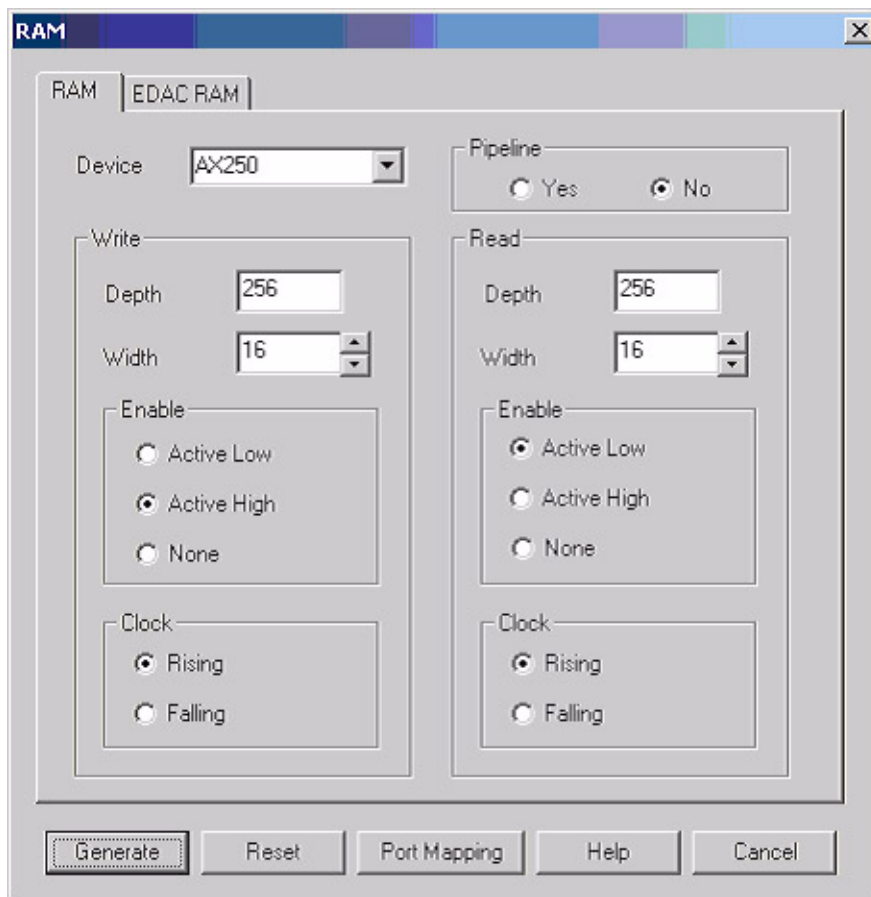 RAM
RAM
EDAC RAM
Device
AX250
Pipeline
Yes
No
Write
Depth
256
Width
16
Enable
Active Low
Active High
None
Clock
Rising
Falling
Read
Depth
256
Width
16
Enable
Active Low
Active High
None
Clock
Rising
Falling
Generate
Reset
Port Mapping
Help
Cancel